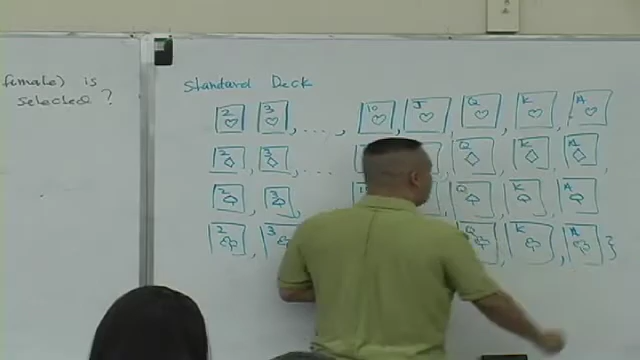 female) is
selected?
Standard Deck
2 , 3 , ... , 10 , J , Q , K , A
2 , 3 , ... Q , K , A ,
2 , 3 , Q , K , A
2 , 3 Q , K , A }